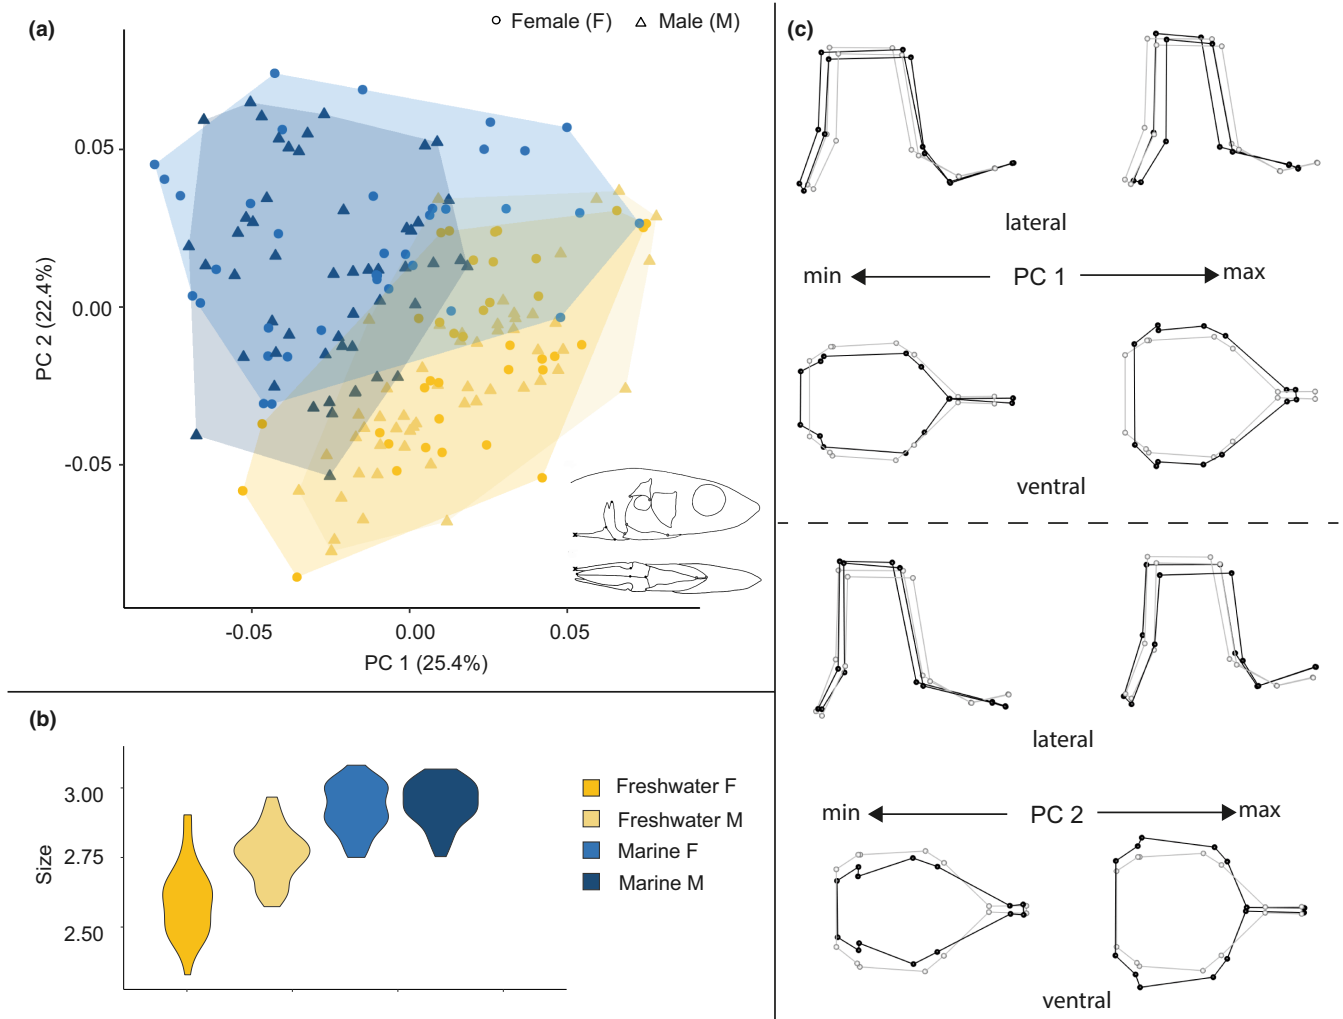 (a)
Female (F) Male (M)
0.05
0.00
-0.05
PC 2 (22.4%)
-0.05 0.00 0.05
PC 1 (25.4%)
(b)
3.00
2.75
2.50
Size
Freshwater F
Freshwater M
Marine F
Marine M
(c)
lateral
min PC 1 max
ventral
lateral
min PC 2 max
ventral